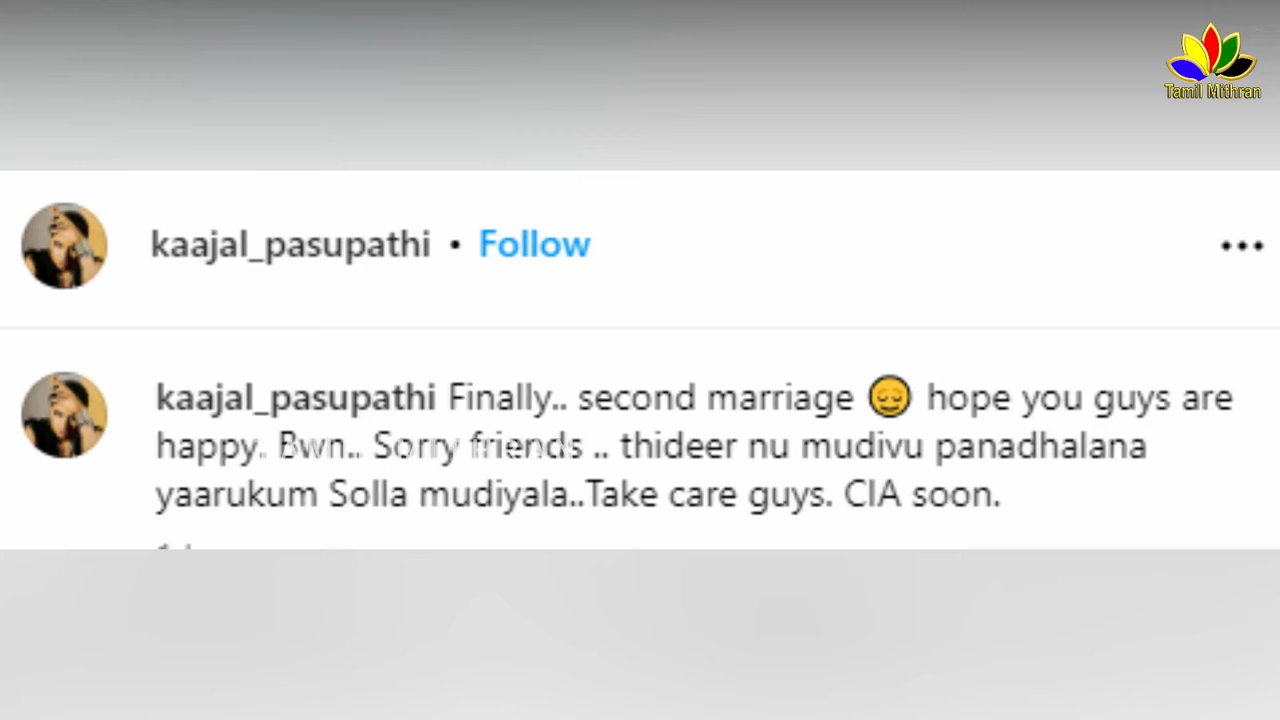 Tamil Mithran
kaajal_pasupathi • Follow
kaajal_pasupathi Finally.. second marriage 😌 hope you guys are
happy. Bwn.. Sorry friends .. thideer nu mudivu panadhalana
yaarukum Solla mudiyala..Take care guys. CIA soon.